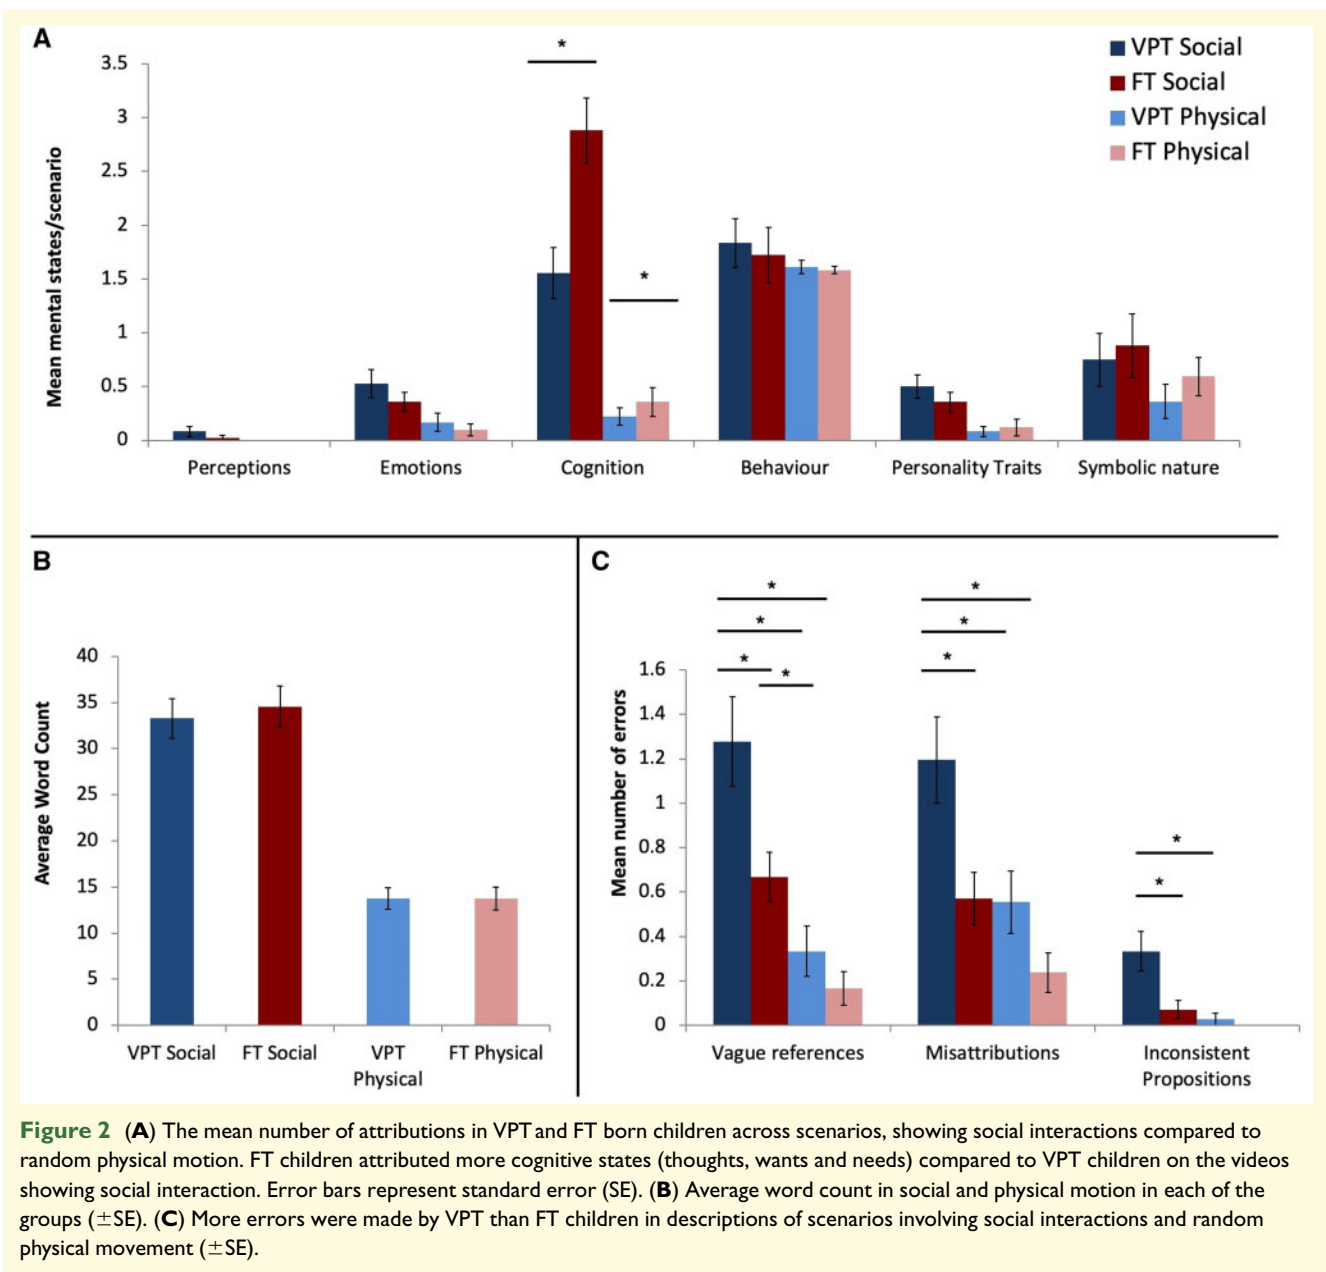 A
*
*
VPT Social
FT Social
VPT Physical
FT Physical
Mean mental states/scenario
3.5
3
2.5
2
1.5
1
0.5
0
Perceptions
Emotions
Cognition
Behaviour
Personality Traits
Symbolic nature
B
Average Word Count
40
35
30
25
20
15
10
5
0
VPT Social
FT Social
VPT
Physical
FT Physical
C
*
*
*
*
*
*
*
*
*
Mean number of errors
1.6
1.4
1.2
1
0.8
0.6
0.4
0.2
0
Vague references
Misattributions
Inconsistent
Propositions
Figure 2 (A) The mean number of attributions in VPT and FT born children across scenarios, showing social interactions compared to
random physical motion. FT children attributed more cognitive states (thoughts, wants and needs) compared to VPT children on the videos
showing social interaction. Error bars represent standard error (SE). (B) Average word count in social and physical motion in each of the
groups (±SE). (C) More errors were made by VPT than FT children in descriptions of scenarios involving social interactions and random
physical movement (±SE).